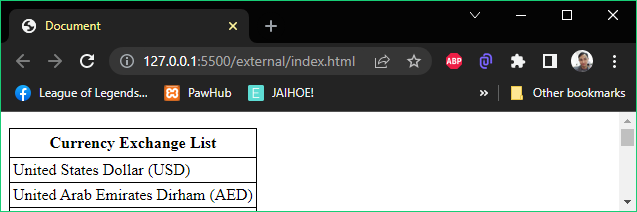 Document
127.0.0.1:5500/external/index.html
ABP
League of Legends... PawHub JAIHOE! » Other bookmarks
Currency Exchange List
United States Dollar (USD)
United Arab Emirates Dirham (AED)